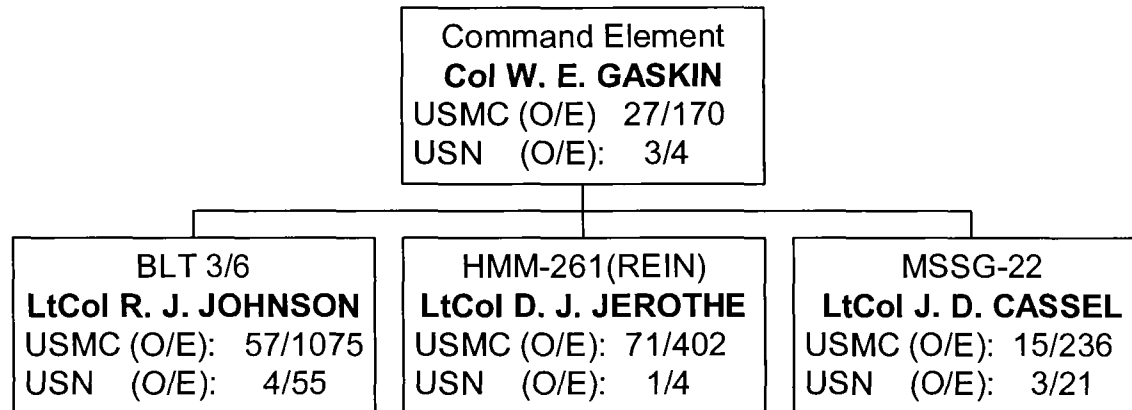 Command Element
Col W. E. GASKIN
USMC (O/E) 27/170
USN (O/E): 3/4
BLT 3/6
LtCol R. J. JOHNSON
USMC (O/E): 57/1075
USN (O/E): 4/55
HMM-261(REIN)
LtCol D. J. JEROTHE
USMC (O/E): 71/402
USN (O/E): 1/4
MSSG-22
LtCol J. D. CASSEL
USMC (O/E): 15/236
USN (O/E): 3/21